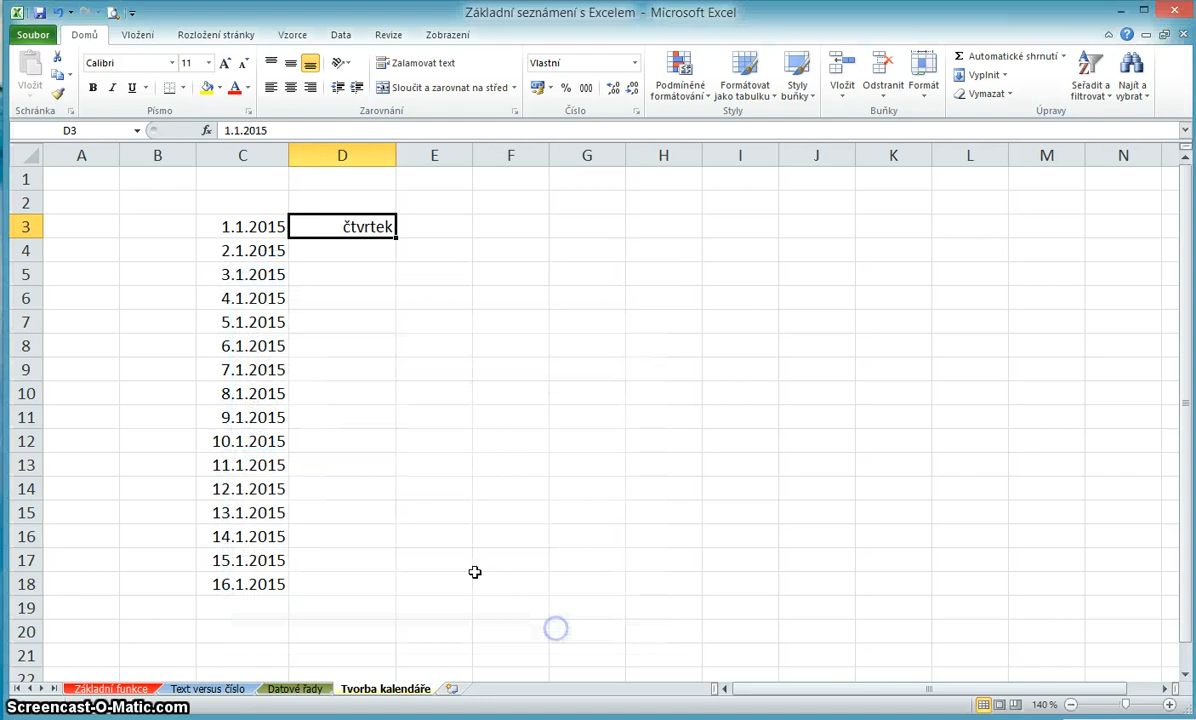 Základní seznámení s Excelem - Microsoft Excel
Soubor Domů Vložení Rozložení stránky Vzorce Data Revize Zobrazení
Vložit
Schránka
Calibri 11
B I U
Písmo
Zalamovat text
Sloučit a zarovnat na střed
Zarovnání
Vlastní
% 000
Číslo
Podmíněné formátování
Formátovat jako tabulku
Styly buňky
Styly
Vložit Odstranit Formát
Buňky
Automatické shrnutí
Vyplnit
Vymazat
Seřadit a filtrovat
Najít a vybrat
Úpravy
D3 fx 1.1.2015
A B C D E F G H I J K L M N
1
2
3 1.1.2015 čtvrtek
4 2.1.2015
5 3.1.2015
6 4.1.2015
7 5.1.2015
8 6.1.2015
9 7.1.2015
10 8.1.2015
11 9.1.2015
12 10.1.2015
13 11.1.2015
14 12.1.2015
15 13.1.2015
16 14.1.2015
17 15.1.2015
18 16.1.2015
19
20
21
22
Základní funkce Text versus číslo Datové řady Tvorba kalendáře
Screencast-O-Matic.com 140 %